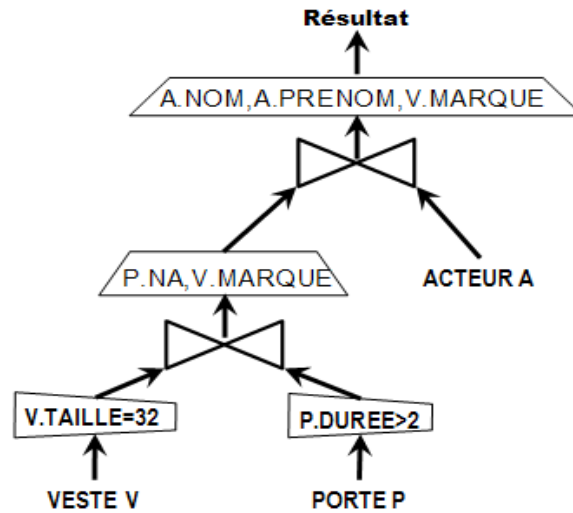 Résultat
A.NOM,A.PRENOM,V.MARQUE
P.NA,V.MARQUE
ACTEUR A
V.TAILLE=32
P.DUREE>2
VESTE V
PORTE P